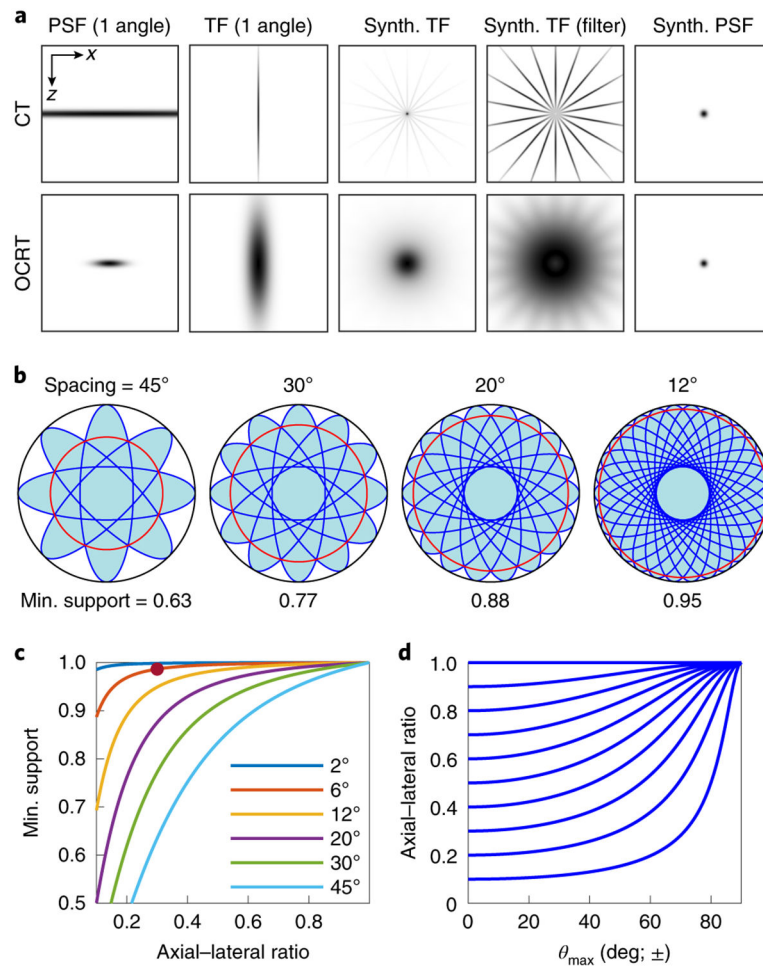 a
PSF (1 angle) TF (1 angle) Synth. TF Synth. TF (filter) Synth. PSF
x
z
CT
OCRT
b
Spacing = 45° 30° 20° 12°
Min. support = 0.63 0.77 0.88 0.95
c
1.0
0.9
0.8
0.7
0.6
0.5
Min. support
2°
6°
12°
20°
30°
45°
0.2 0.4 0.6 0.8
Axial–lateral ratio
d
1.0
0.8
0.6
0.4
0.2
0
Axial–lateral ratio
0 20 40 60 80
θmax (deg; ±)